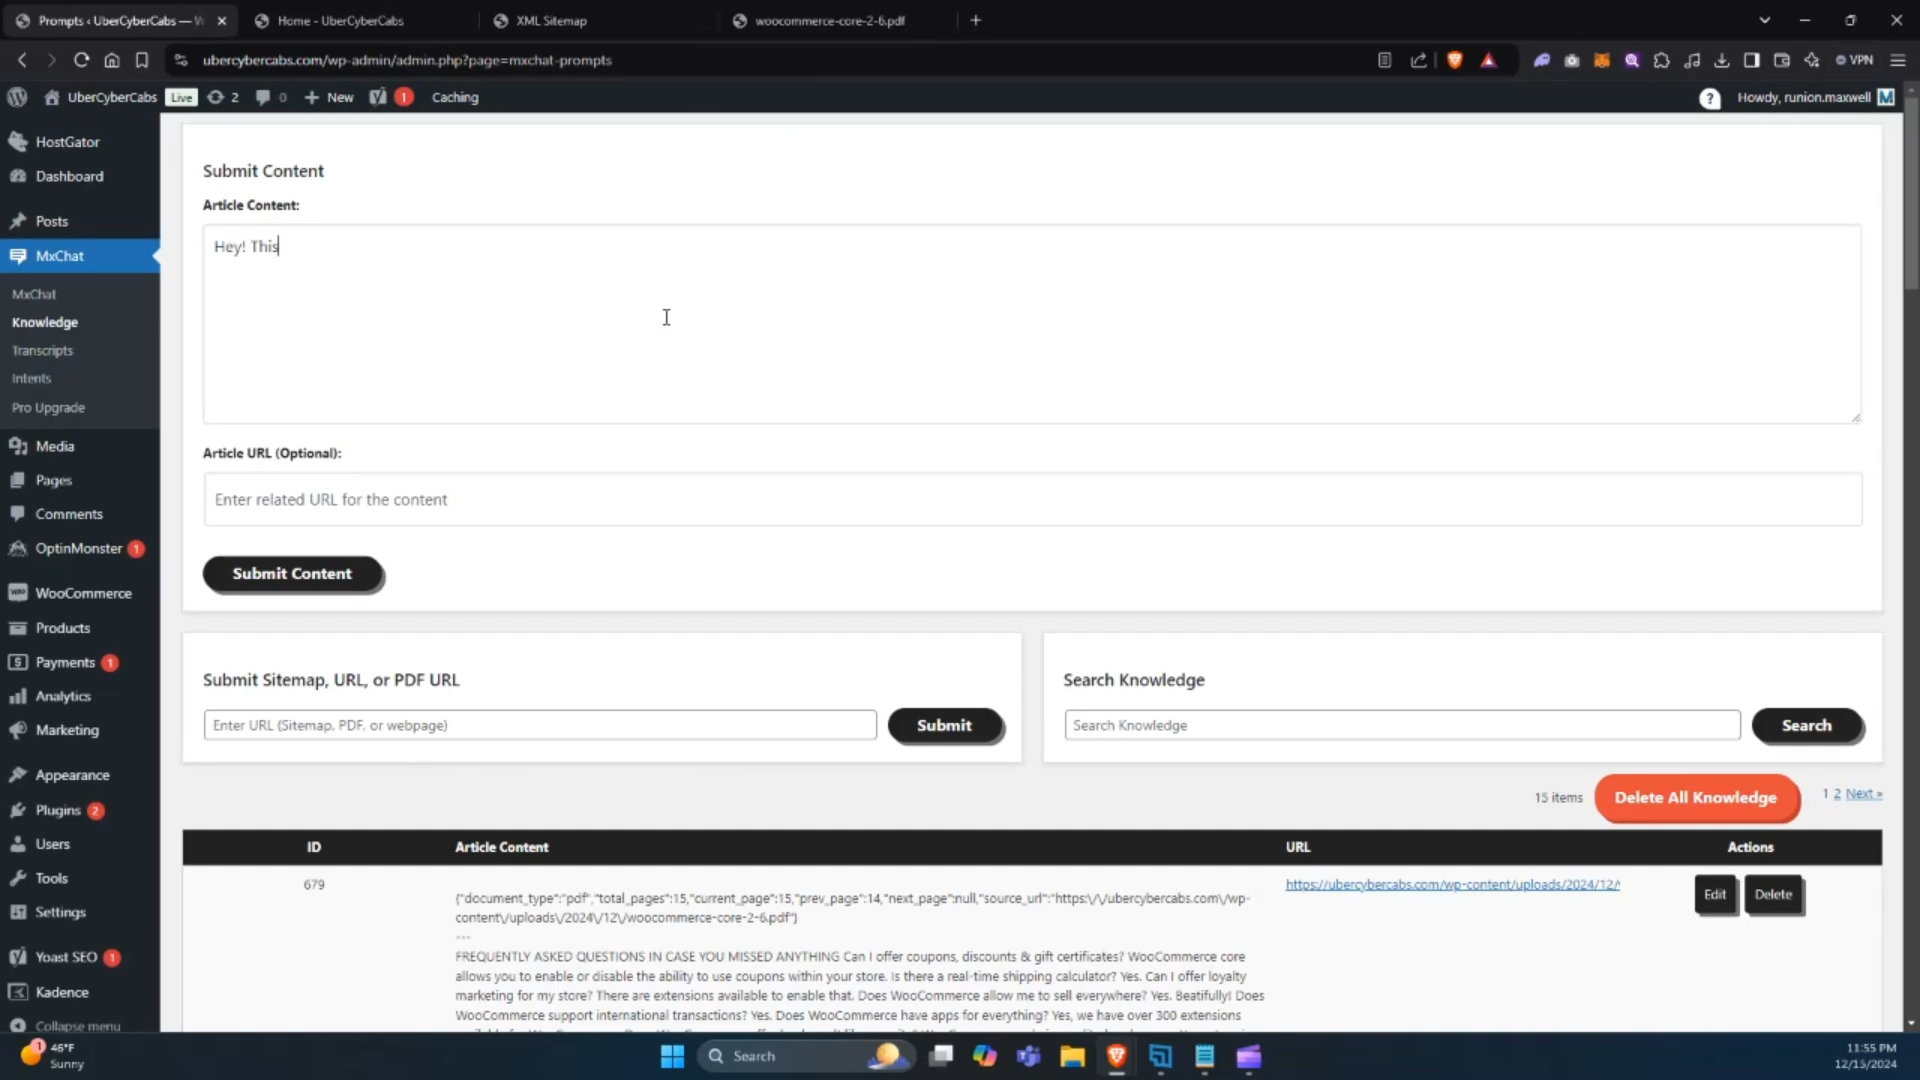 Prompts ‹ UberCyberCabs — W
Home - UberCyberCabs
XML Sitemap
woocommerce-core-2-6.pdf
ubercybercabs.com/wp-admin/admin.php?page=mxchat-prompts
VPN
UberCyberCabs Live 2 0 New 1 Caching
Howdy, runion.maxwell
HostGator
Dashboard
Posts
MxChat
MxChat
Knowledge
Transcripts
Intents
Pro Upgrade
Media
Pages
Comments
OptinMonster 1
WooCommerce
Products
Payments 1
Analytics
Marketing
Appearance
Plugins 2
Users
Tools
Settings
Yoast SEO 1
Kadence
Collapse menu
Submit Content
Article Content:
Hey! This
Article URL (Optional):
Enter related URL for the content
Submit Content
Submit Sitemap, URL, or PDF URL
Enter URL (Sitemap, PDF, or webpage)
Submit
Search Knowledge
Search Knowledge
Search
15 items
Delete All Knowledge
1 2 Next »
ID Article Content URL Actions
679
{"document_type":"pdf","total_pages":15,"current_page":15,"prev_page":14,"next_page":null,"source_url":"https:\/\/ubercybercabs.com\/wp-
content\/uploads\/2024\/12\/woocommerce-core-2-6.pdf"}
---
FREQUENTLY ASKED QUESTIONS IN CASE YOU MISSED ANYTHING Can I offer coupons, discounts & gift certificates? WooCommerce core
allows you to enable or disable the ability to use coupons within your store. Is there a real-time shipping calculator? Yes. Can I offer loyalty
marketing for my store? There are extensions available to enable that. Does WooCommerce allow me to sell everywhere? Yes. Beatifully! Does
WooCommerce support international transactions? Yes. Does WooCommerce have apps for everything? Yes, we have over 300 extensions
https://ubercybercabs.com/wp-content/uploads/2024/12/
Edit
Delete
1
46°F
Sunny
Search
11:55 PM
12/15/2024